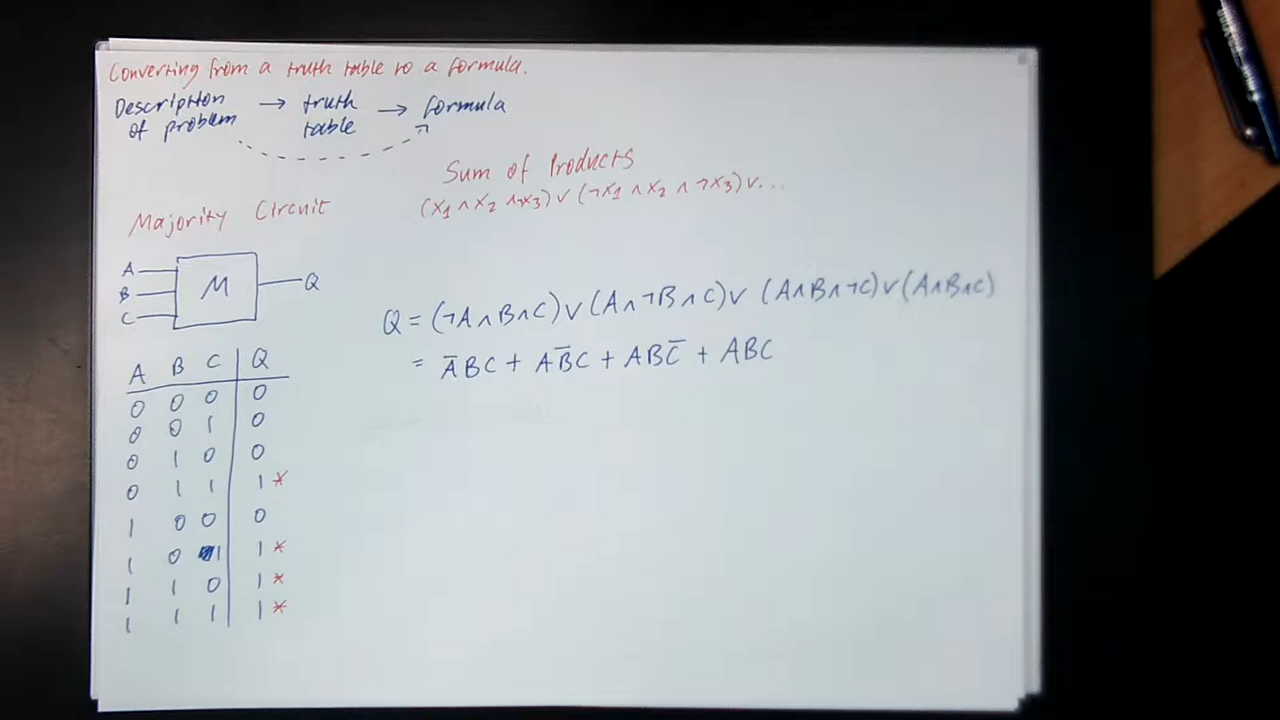 Converting from a truth table to a formula.
Description of problem → truth table → formula
Sum of Products
(X₁ ∧ X₂ ∧ X₃) ∨ (¬X₁ ∧ X₂ ∧ ¬X₃) ∨ ...
Majority Circuit
A
B
C
M
Q
Q = (¬A ∧ B ∧ C) ∨ (A ∧ ¬B ∧ C) ∨ (A ∧ B ∧ ¬C) ∨ (A ∧ B ∧ C)
= A̅BC + AB̅C + ABC̅ + ABC
A B C Q
0 0 0 0
0 0 1 0
0 1 0 0
0 1 1 1 *
1 0 0 0
1 0 1 1 *
1 1 0 1 *
1 1 1 1 *